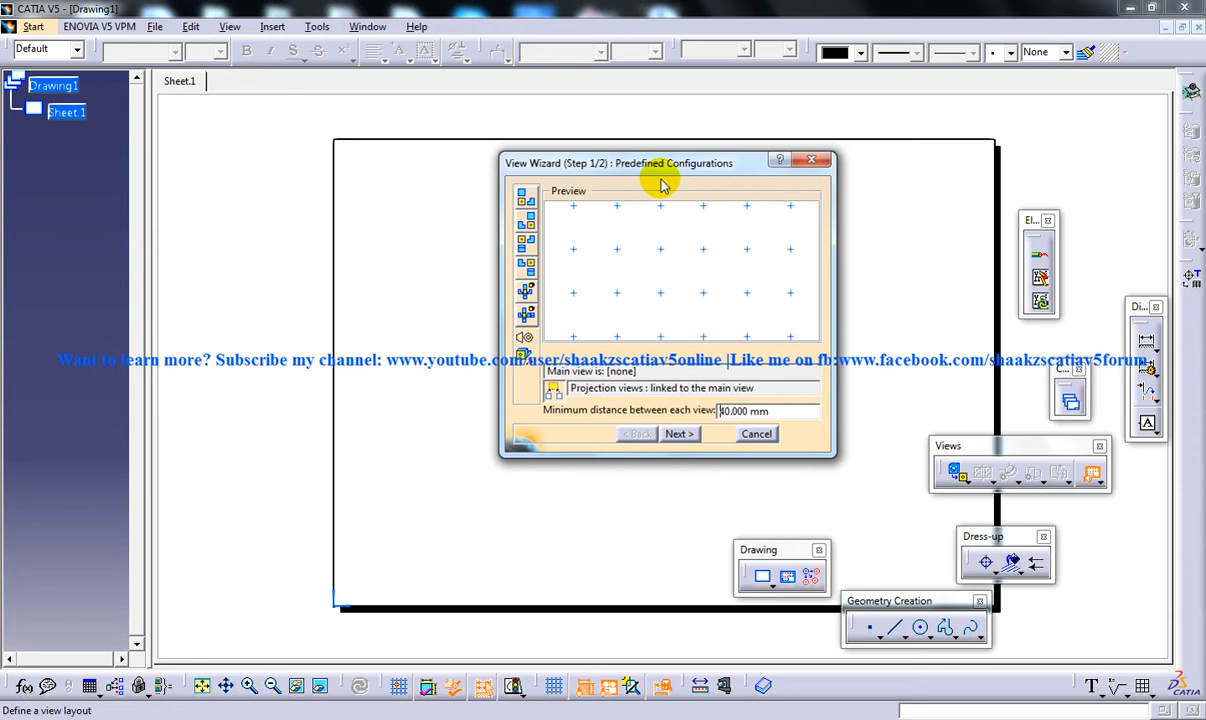 CATIA V5 - [Drawing1]
Start ENOVIA V5 VPM File Edit View Insert Tools Window Help
Default None
Drawing1
Sheet.1
Sheet.1
View Wizard (Step 1/2) : Predefined Configurations
Preview
El...
Di...
Want to learn more? Subscribe my channel: www.youtube.com/user/shaakzscatiav5online |Like me on fb:www.facebook.com/shaakzscatiav5forum
C...
Main view is: [none]
Projection views : linked to the main view
Minimum distance between each view: 40.000 mm
< Back Next > Cancel
Views
Dress-up
Drawing
Geometry Creation
f(x)
CATIA
Define a view layout